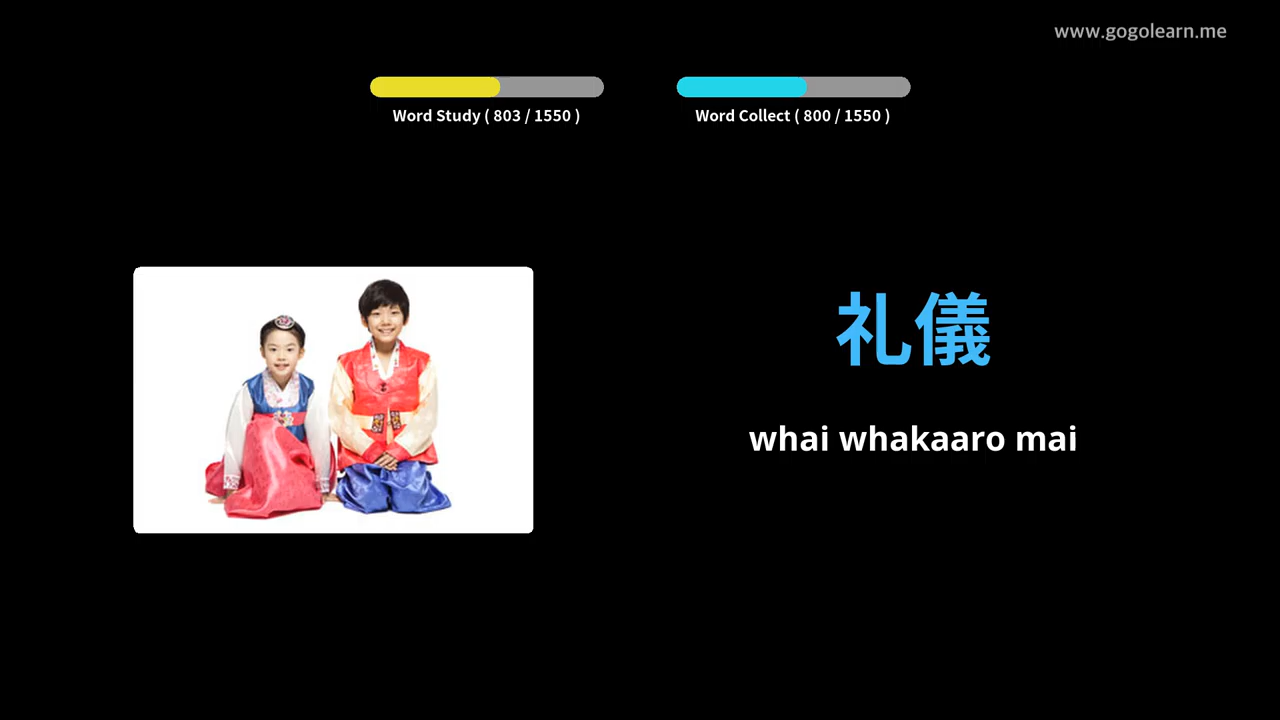 www.gogolearn.me
Word Study ( 803 / 1550 )
Word Collect ( 800 / 1550 )
礼儀
whai whakaaro mai